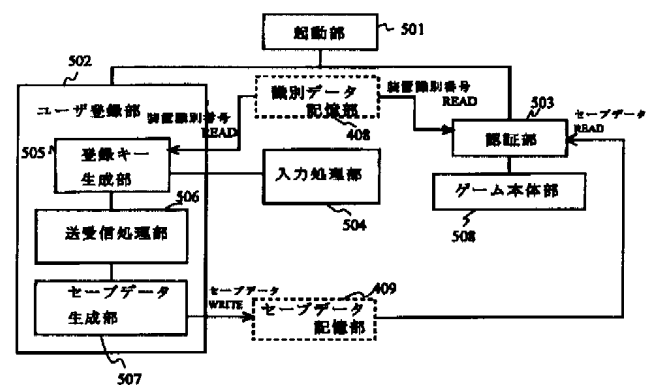 起動部
501
502
ユーザ登録部
装置識別番号
READ
識別データ
記憶部
408
装置識別番号
READ
503
セーブデータ
READ
認証部
505
登録キー
生成部
入力処理部
504
ゲーム本体部
508
506
送受信処理部
セーブデータ
生成部
507
セーブデータ
WRITE
409
セーブデータ
記憶部